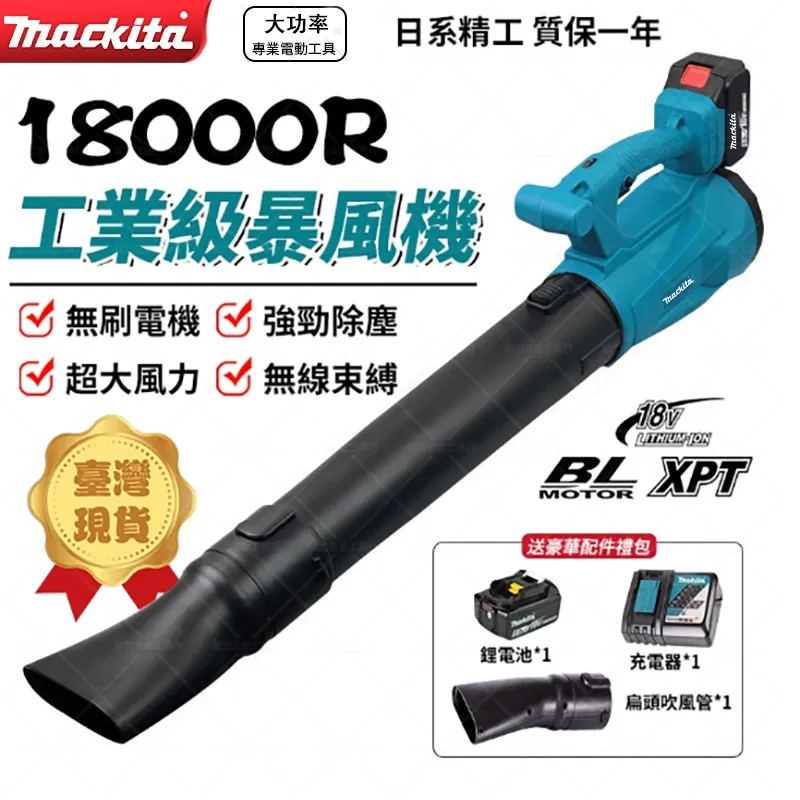 mackita
大功率
專業電動工具
日系精工 質保一年
18000R
工業級暴風機
無刷電機
強勁除塵
超大風力
無線束縛
臺灣
現貨
Mackita
mackita
18V
LITHIUM-ION
BL
MOTOR
XPT
送豪華配件禮包
鋰電池*1
充電器*1
扁頭吹風管*1